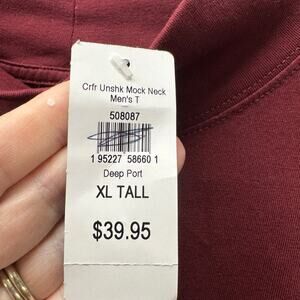 Crfr Unshk Mock Neck
Men's T
508087
1 95227 58660 1
Deep Port
XL TALL
$39.95